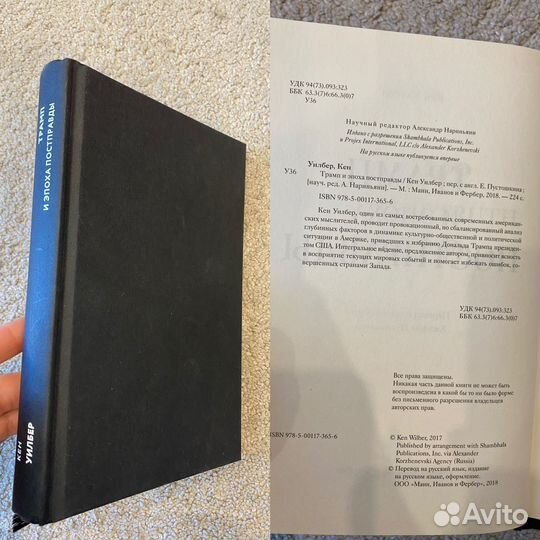 ТРАМП
И ЭПОХА ПОСТПРАВДЫ
КЕН
УИЛБЕР
УДК 94(73).093:323
ББК 63.3(7)6:66.3(0)7
У36
Научный редактор Александр Нариньяни
Издано с разрешения Shambhala Publications, Inc.
и Projex International, LLC c/o Alexander Korzhenevski
На русском языке публикуется впервые
Уилбер, Кен
У36 Трамп и эпоха постправды / Кен Уилбер ; пер. с англ. Е. Пустошкина ;
[науч. ред. А. Нариньяни]. — М. : Манн, Иванов и Фербер, 2018. — 224 с.
ISBN 978-5-00117-365-6
Кен Уилбер, один из самых востребованных современных американ-
ских мыслителей, проводит провокационный, но сбалансированный анализ
глубинных факторов в динамике культурно-общественной и политической
ситуации в Америке, приведших к избранию Дональда Трампа президен-
том США. Интегральное видение, предложенное автором, привносит ясность
в восприятие текущих мировых событий и помогает избежать ошибок, со-
вершенных странами Запада.
УДК 94(73).093:323
ББК 63.3(7)6:66.3(0)7
Все права защищены.
Никакая часть данной книги не может быть
воспроизведена в какой бы то ни было форме
без письменного разрешения владельцев
авторских прав.
ISBN 978-5-00117-365-6
© Ken Wilber, 2017
Published by arrangement with Shambhala
Publications, Inc. via Alexander
Korzhenevski Agency (Russia)
© Перевод на русский язык, издание
на русском языке, оформление.
ООО «Манн, Иванов и Фербер», 2018
Avito